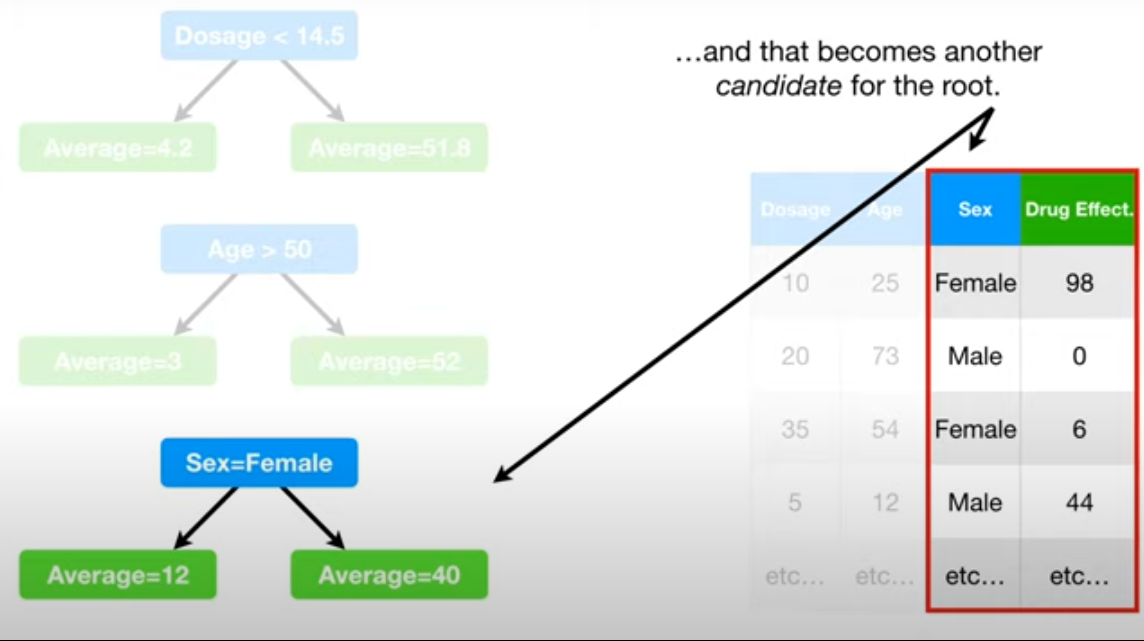 Dosage < 14.5
Average=4.2 Average=51.8
Age > 50
Average=3 Average=52
Sex=Female
Average=12 Average=40
...and that becomes another
candidate for the root.
Dosage Age Sex Drug Effect.
10 25 Female 98
20 73 Male 0
35 54 Female 6
5 12 Male 44
etc... etc... etc... etc...